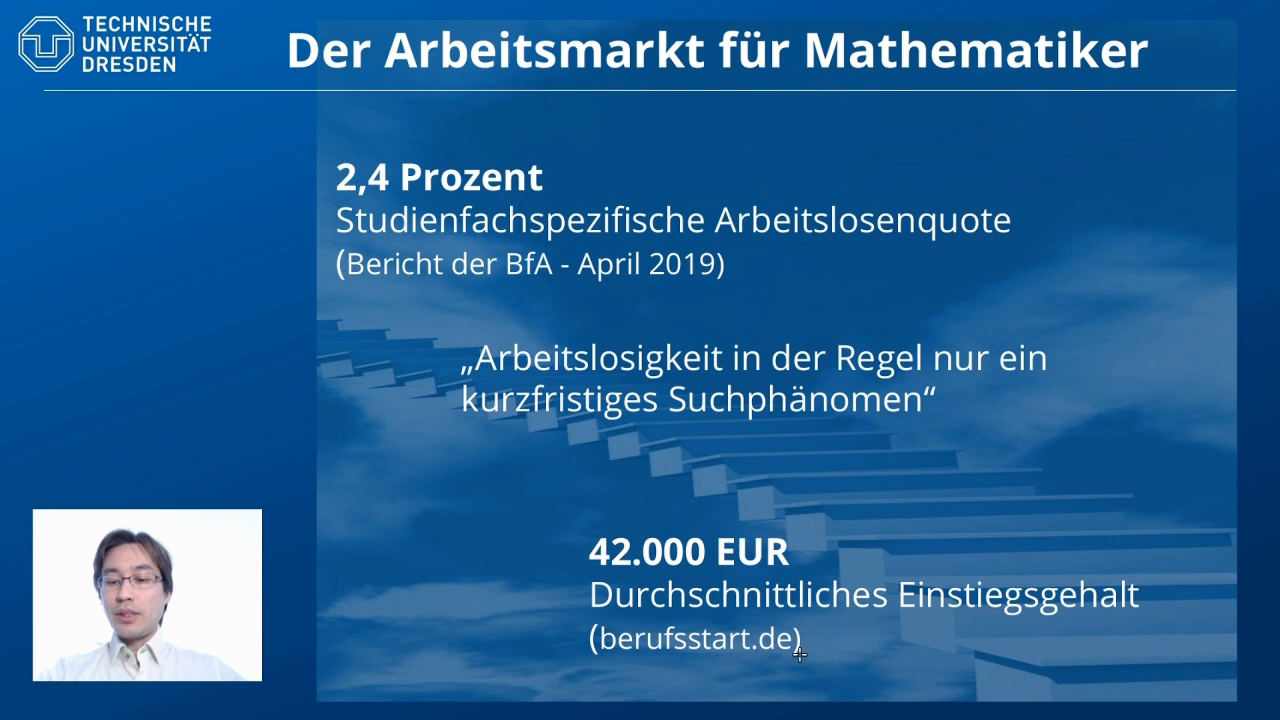 TECHNISCHE
UNIVERSITÄT
DRESDEN
Der Arbeitsmarkt für Mathematiker
2,4 Prozent
Studienfachspezifische Arbeitslosenquote
(Bericht der BfA - April 2019)
„Arbeitslosigkeit in der Regel nur ein
kurzfristiges Suchphänomen“
42.000 EUR
Durchschnittliches Einstiegsgehalt
(berufsstart.de)